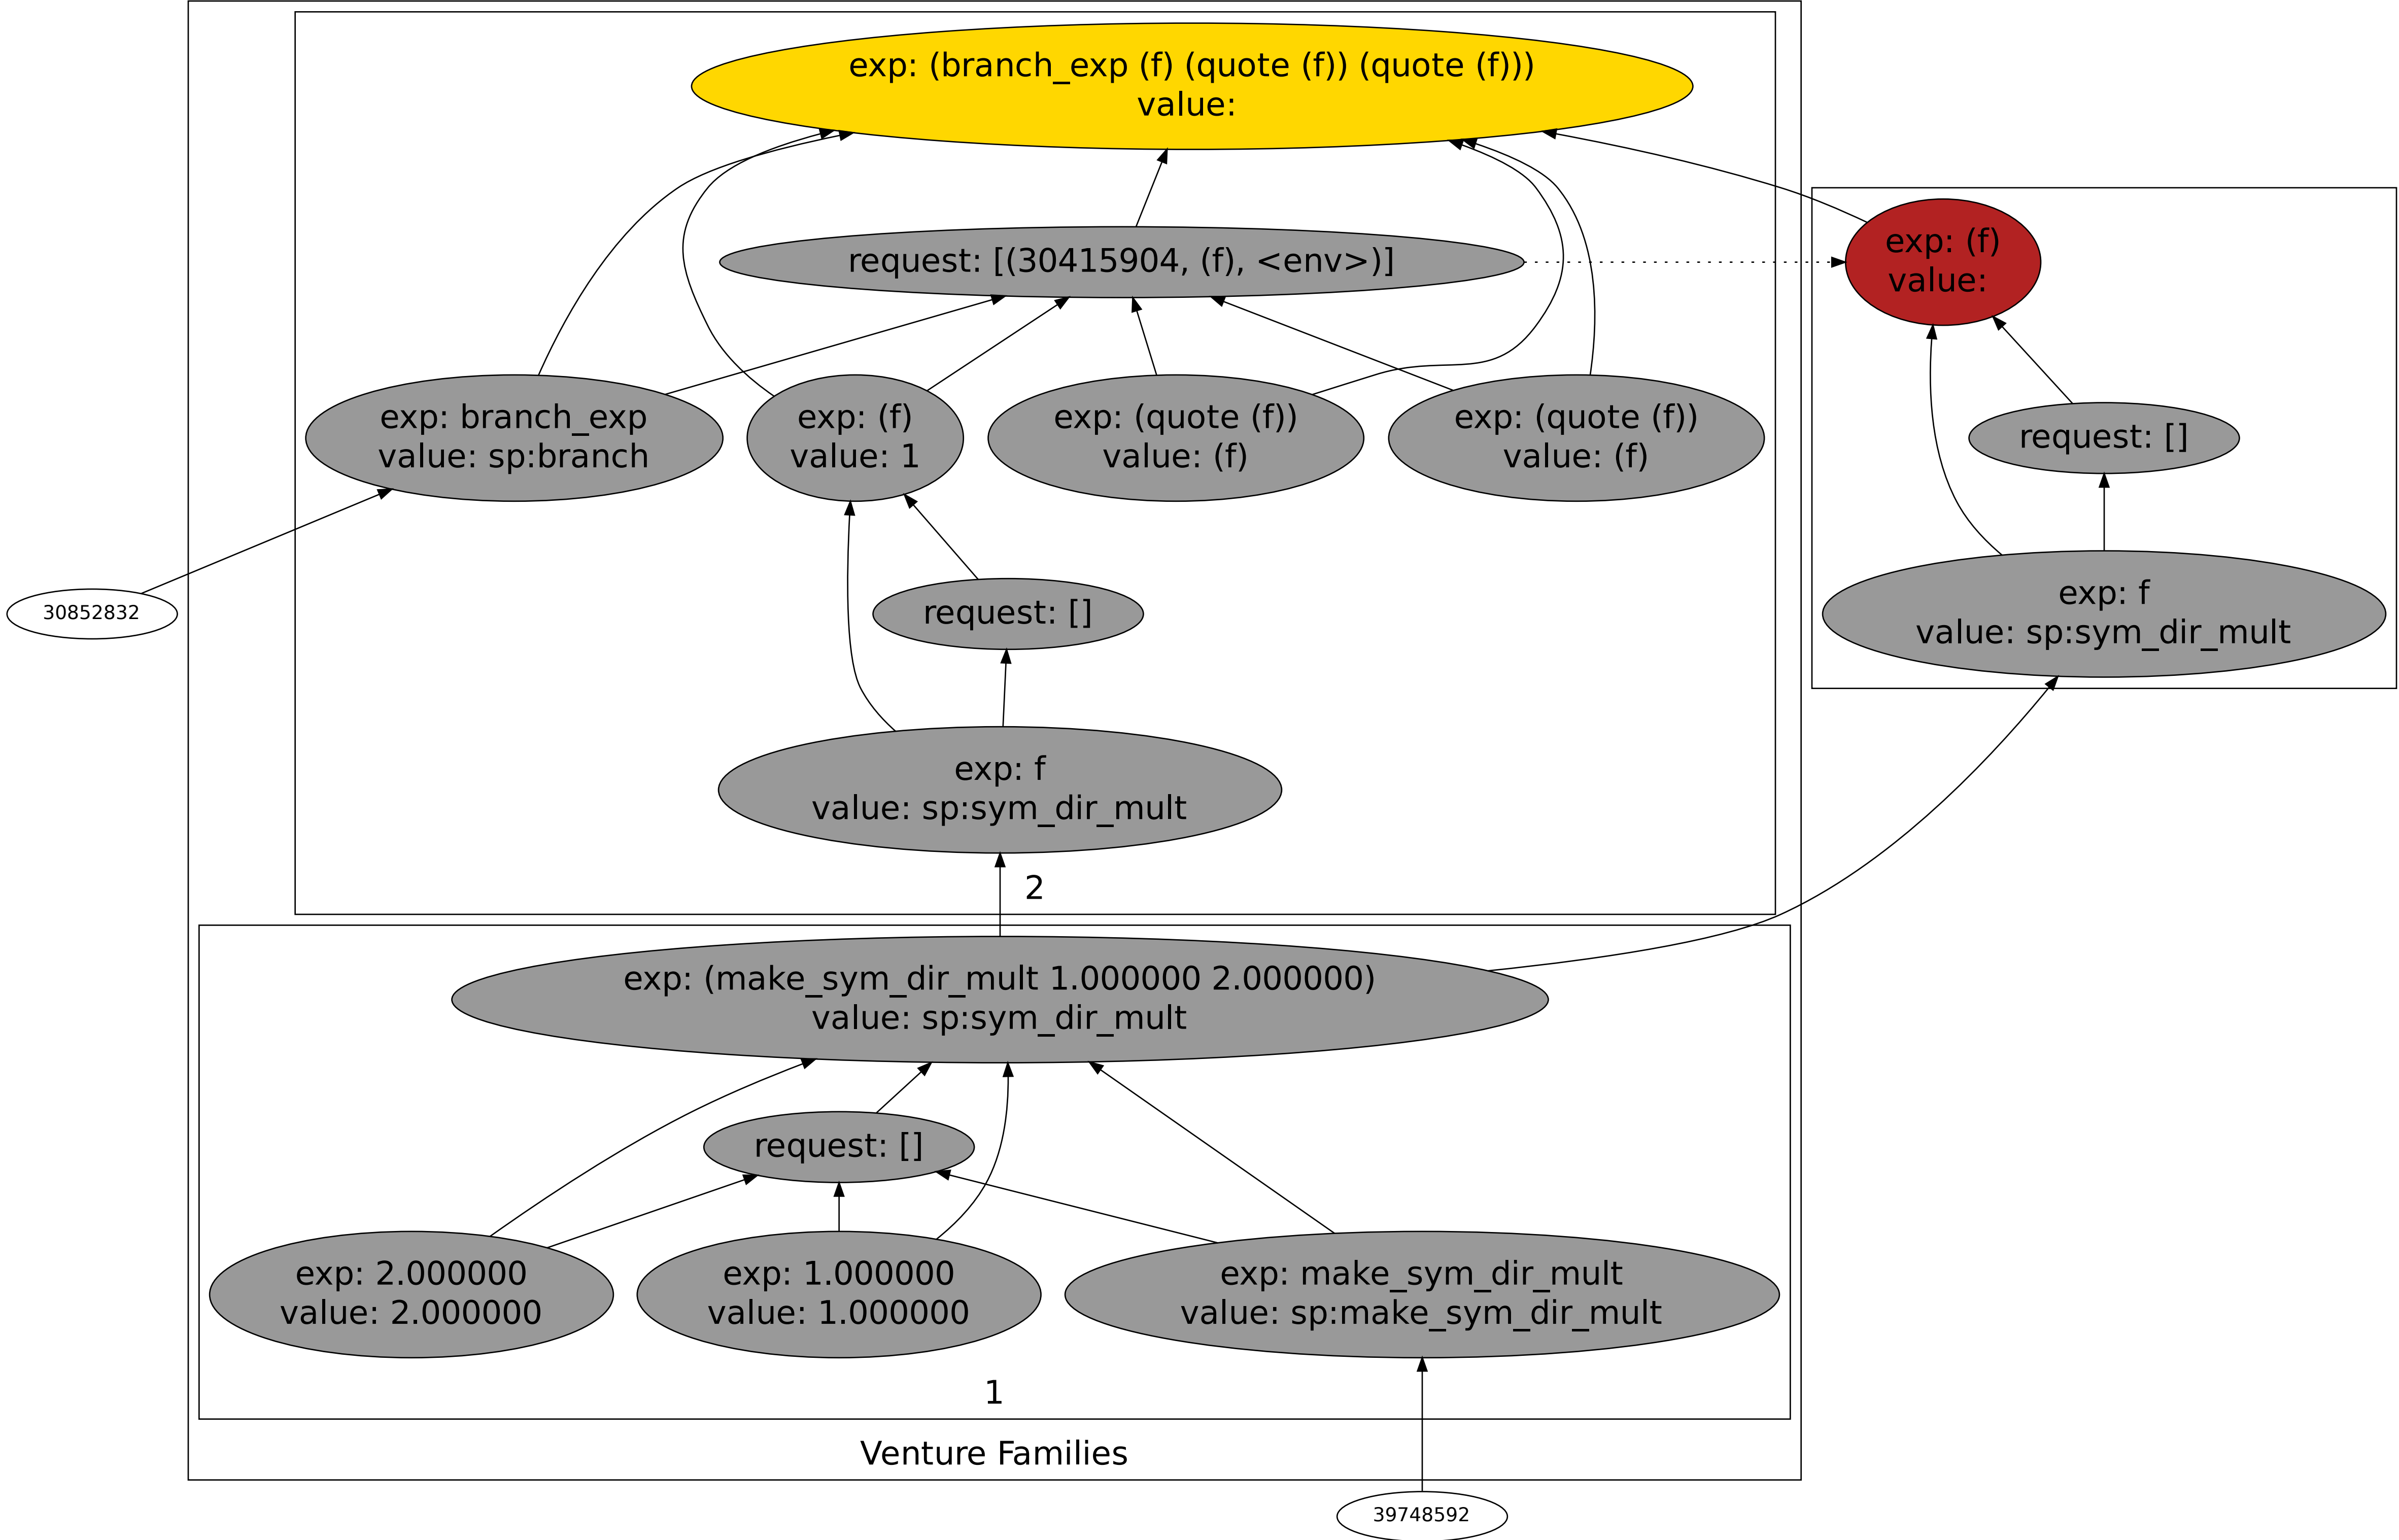 exp: (branch_exp (f) (quote (f)) (quote (f)))
value:
request: [(30415904, (f), <env>)]
exp: (f)
value:
exp: branch_exp
value: sp:branch
exp: (f)
value: 1
exp: (quote (f))
value: (f)
exp: (quote (f))
value: (f)
request: []
30852832
request: []
exp: f
value: sp:sym_dir_mult
exp: f
value: sp:sym_dir_mult
2
exp: (make_sym_dir_mult 1.000000 2.000000)
value: sp:sym_dir_mult
request: []
exp: 2.000000
value: 2.000000
exp: 1.000000
value: 1.000000
exp: make_sym_dir_mult
value: sp:make_sym_dir_mult
1
Venture Families
39748592